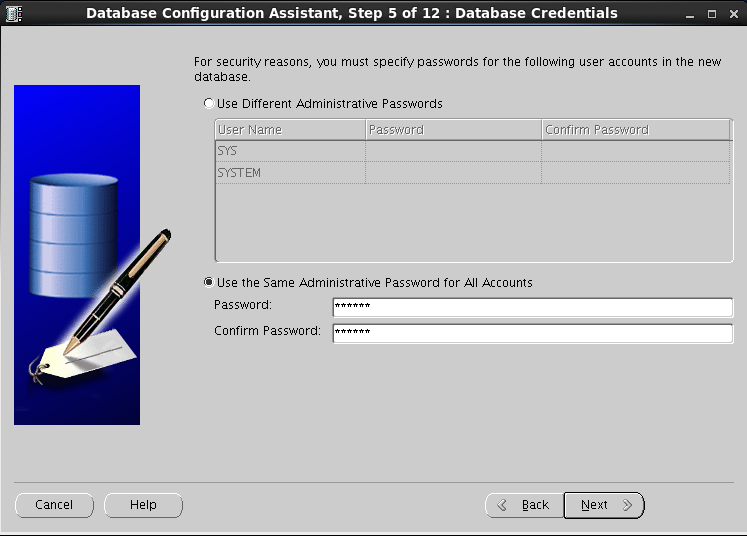 Database Configuration Assistant, Step 5 of 12 : Database Credentials
For security reasons, you must specify passwords for the following user accounts in the new
database.
Use Different Administrative Passwords
User Name Password Confirm Password
SYS
SYSTEM
Use the Same Administrative Password for All Accounts
Password: ******
Confirm Password: ******
Cancel Help Back Next